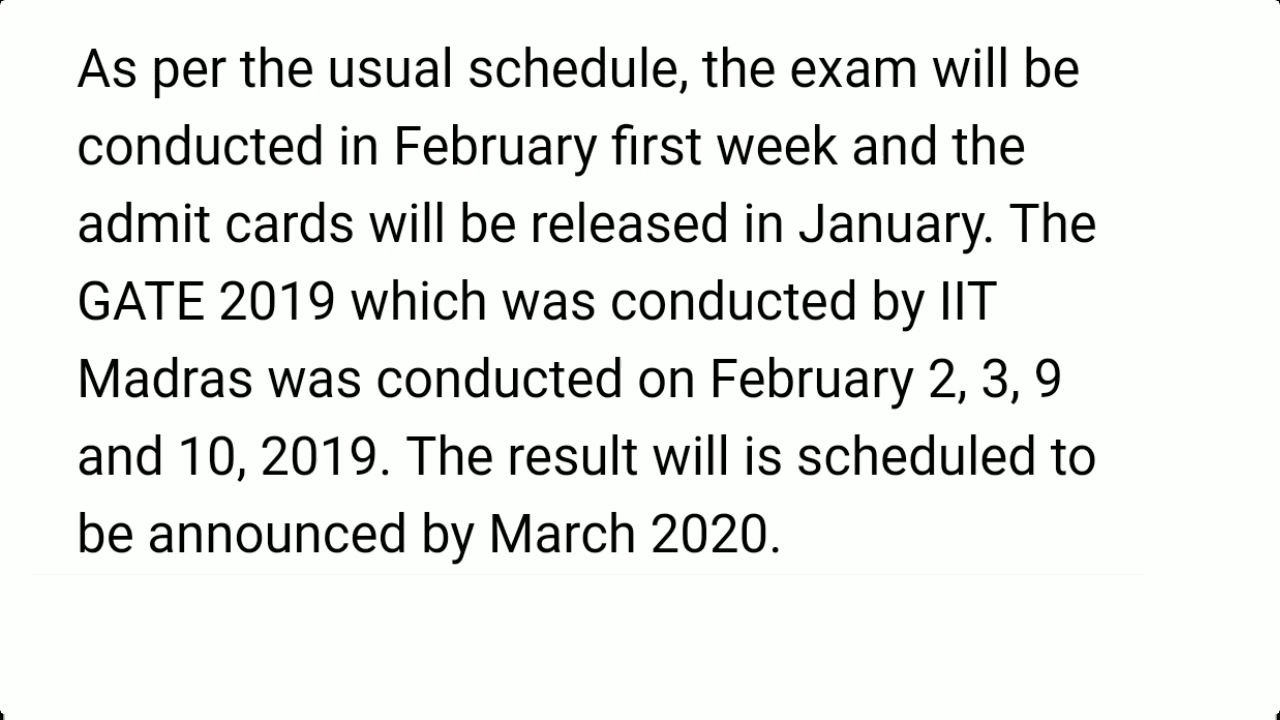 As per the usual schedule, the exam will be
conducted in February first week and the
admit cards will be released in January. The
GATE 2019 which was conducted by IIT
Madras was conducted on February 2, 3, 9
and 10, 2019. The result will is scheduled to
be announced by March 2020.